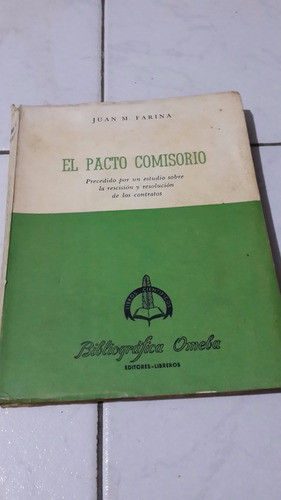 JUAN M. FARINA
EL PACTO COMISORIO
Precedido por un estudio sobre
la rescisión y resolución
de los contratos
Bibliográfica Omeba
EDITORES-LIBREROS